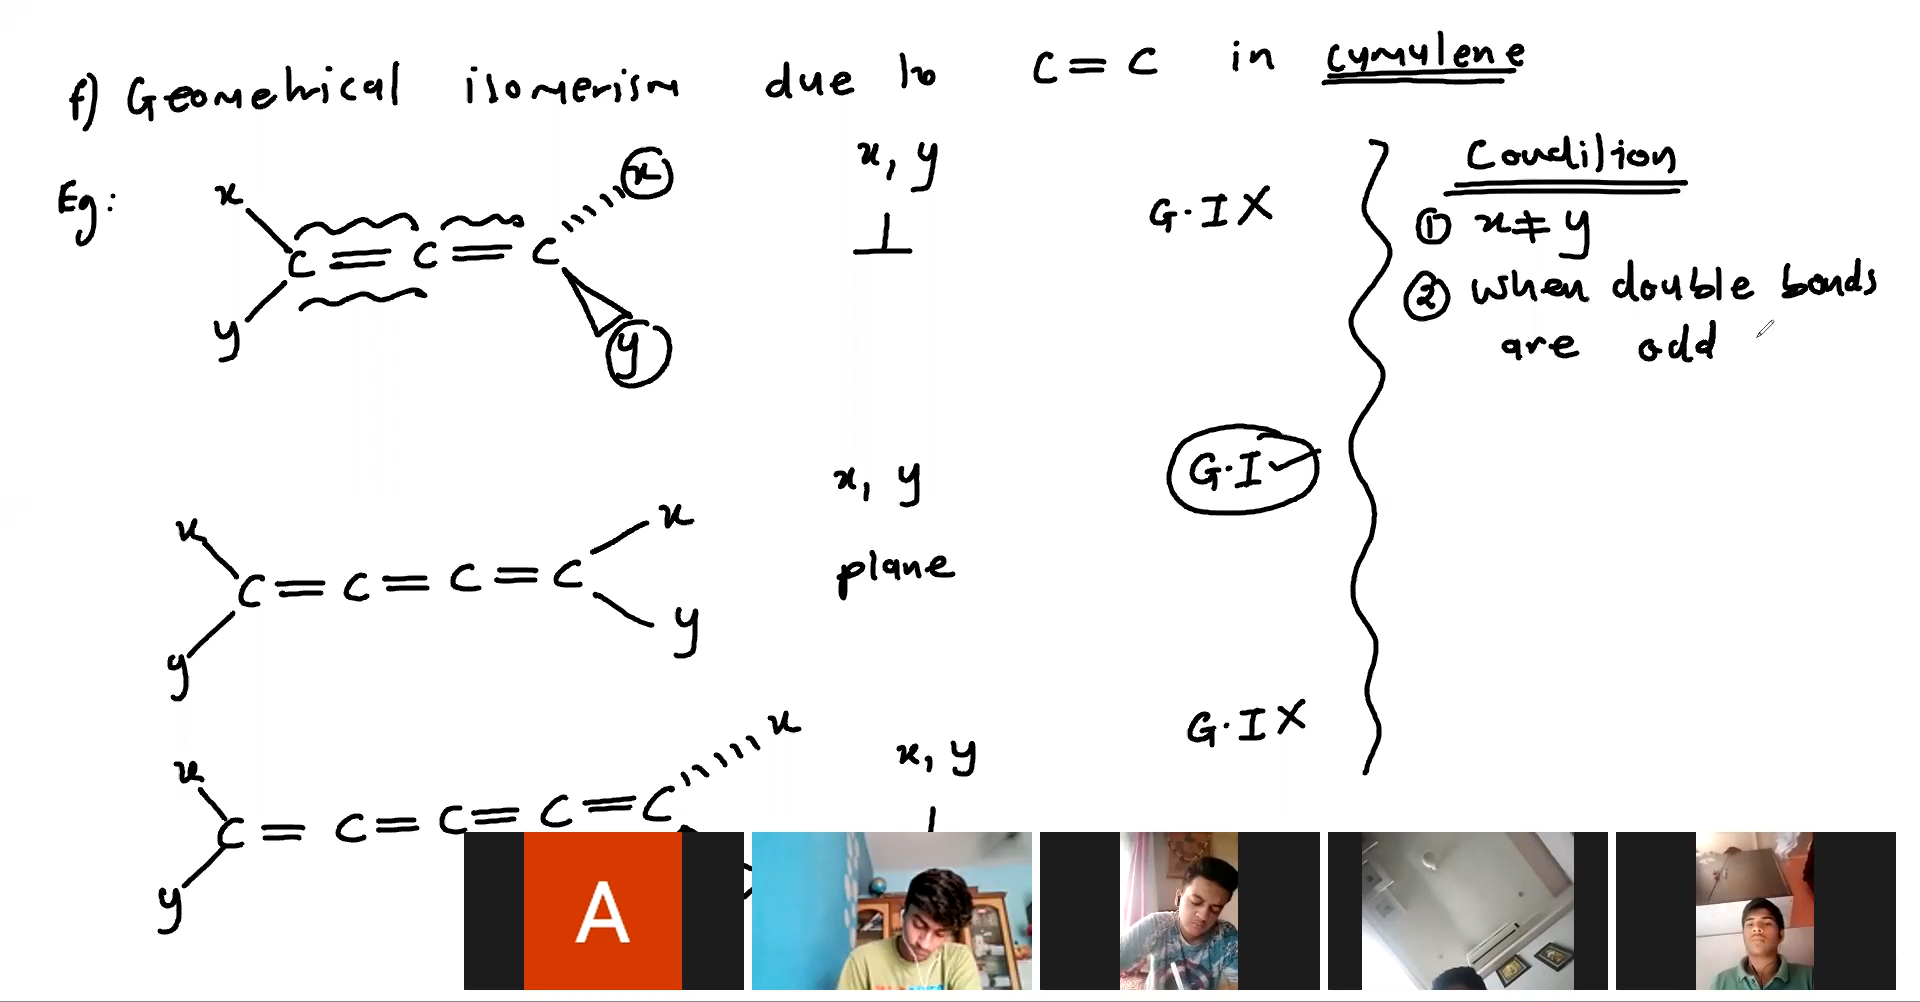 f) Geometrical isomerism due to C = C in cumulene
Eg:
x
x
x, y
C = C = C
⊥
G·I X
y
y
Condition
① x ≠ y
② when double bonds
are odd
x
x
x, y
C = C = C = C
plane
G·I ✓
y
y
x
x
x, y
G·I X
C = C = C = C = C
y
A